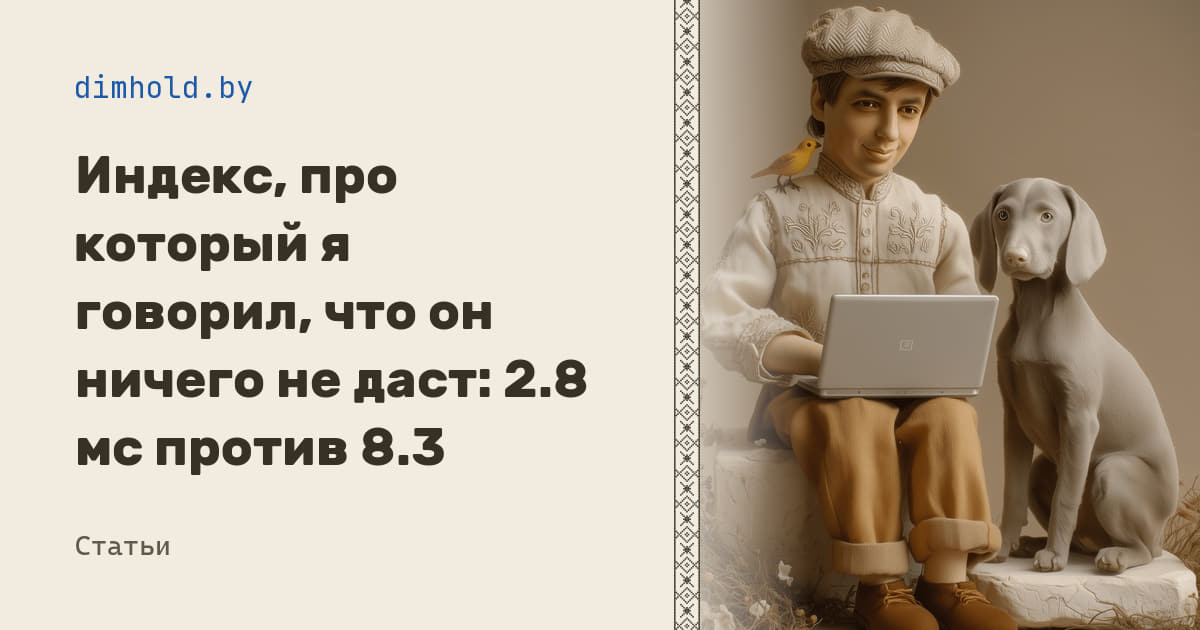 dimhold.by
Индекс, про
который я
говорил, что он
ничего не даст: 2.8
мс против 8.3
Статьи